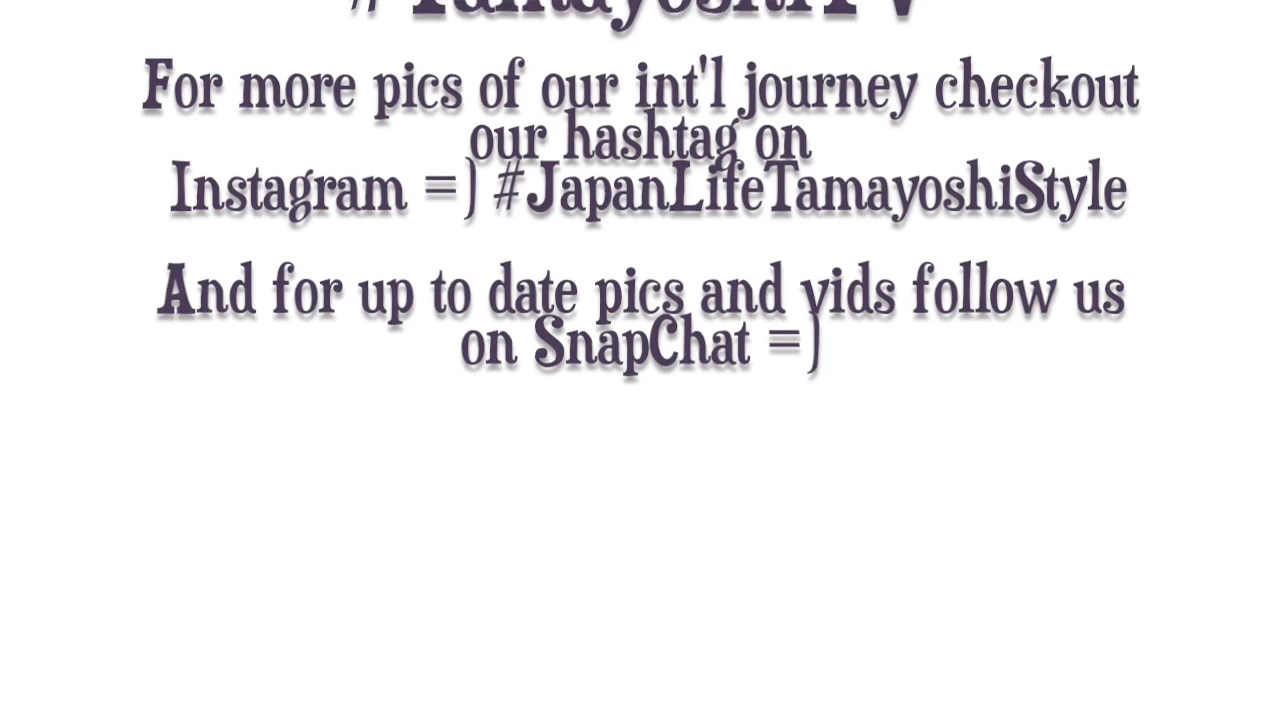 #TamayoshiTV
For more pics of our int'l journey checkout
our hashtag on
Instagram =) #JapanLifeTamayoshiStyle
And for up to date pics and vids follow us
on SnapChat =)